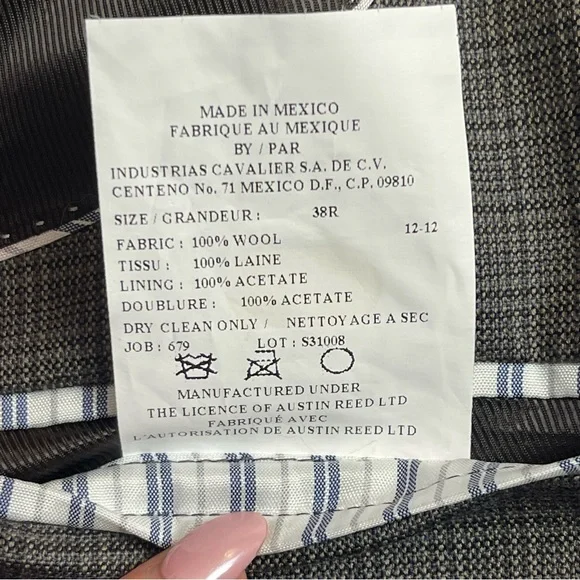 MADE IN MEXICO
FABRIQUE AU MEXIQUE
BY / PAR
INDUSTRIAS CAVALIER S.A. DE C.V.
CENTENO No. 71 MEXICO D.F., C.P. 09810
SIZE / GRANDEUR : 38R
12-12
FABRIC : 100% WOOL
TISSU : 100% LAINE
LINING : 100% ACETATE
DOUBLURE : 100% ACETATE
DRY CLEAN ONLY / NETTOYAGE A SEC
JOB : 679 LOT : S31008
MANUFACTURED UNDER
THE LICENCE OF AUSTIN REED LTD
FABRIQUÉ AVEC
L'AUTORISATION DE AUSTIN REED LTD